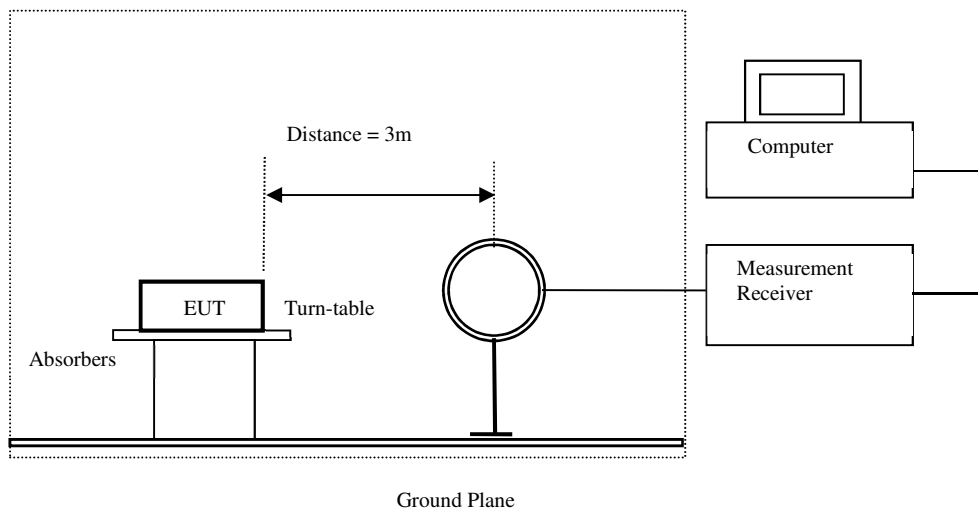 Distance = 3m
Computer
Measurement
Receiver
EUT
Turn-table
Absorbers
Ground Plane